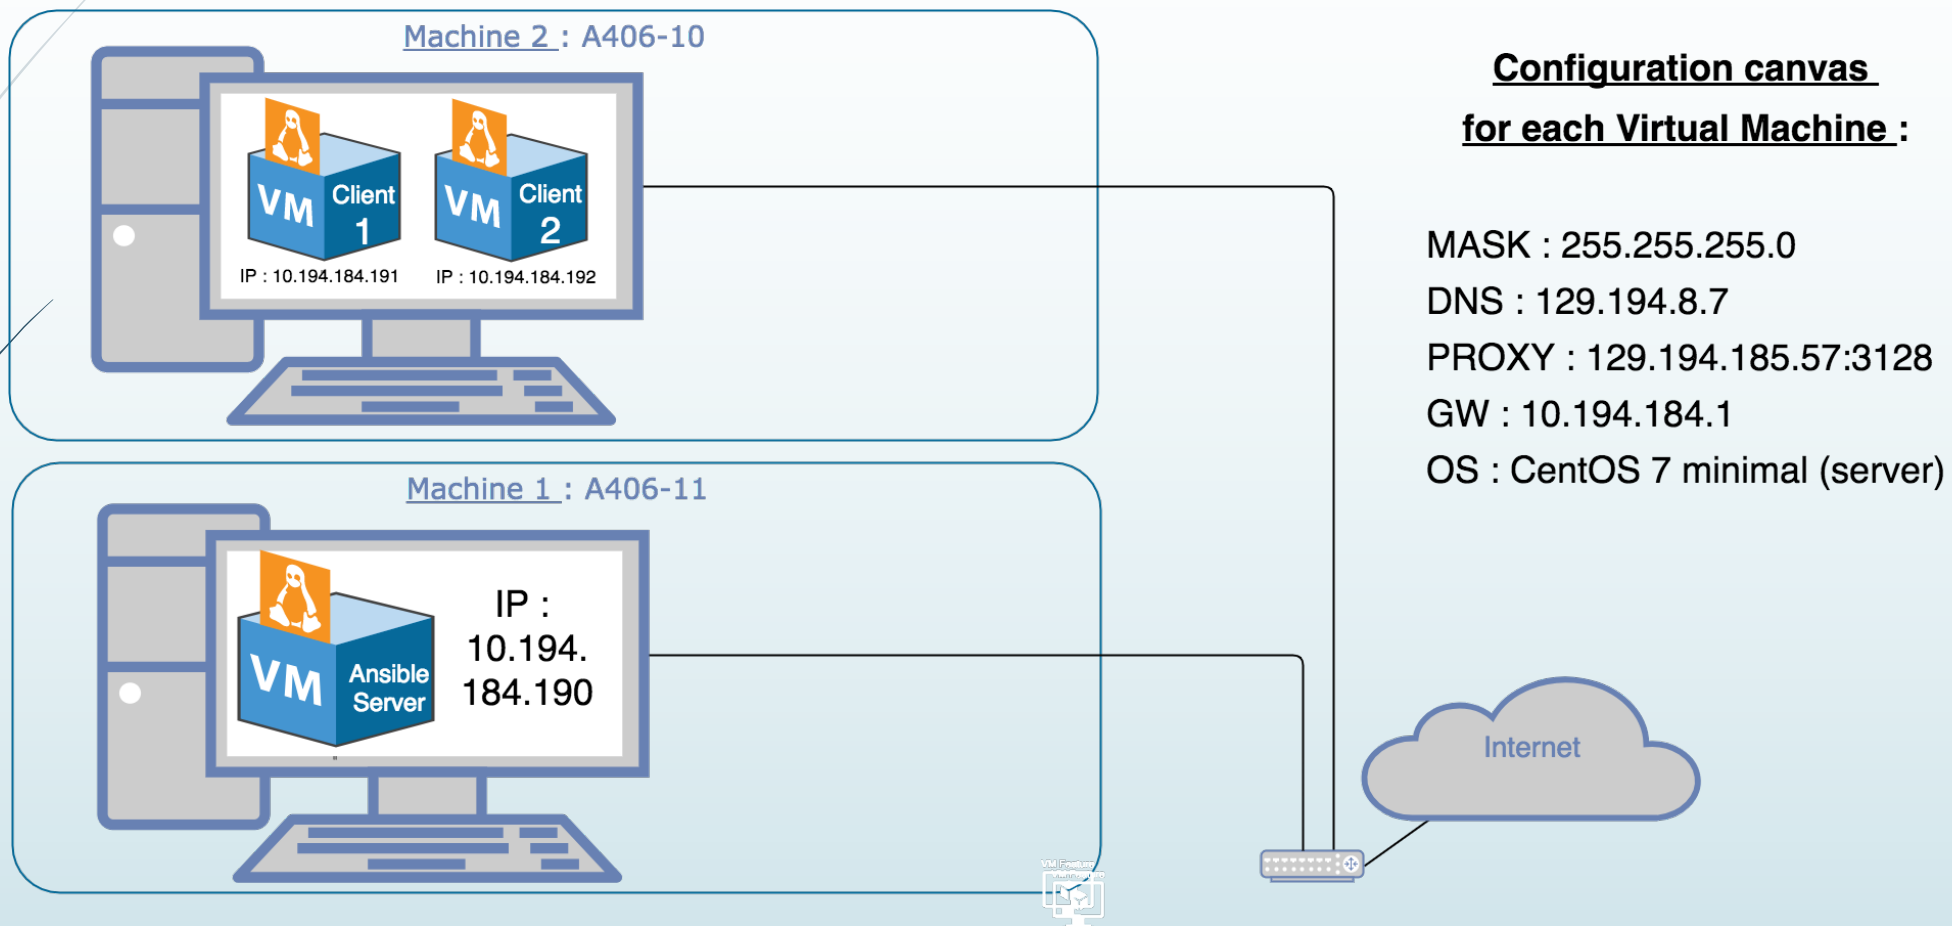 Machine 2 : A406-10
VM
Client
1
VM
Client
2
IP : 10.194.184.191
IP : 10.194.184.192
Configuration canvas
for each Virtual Machine :
MASK : 255.255.255.0
DNS : 129.194.8.7
PROXY : 129.194.185.57:3128
GW : 10.194.184.1
OS : CentOS 7 minimal (server)
Machine 1 : A406-11
VM
Ansible
Server
IP :
10.194.
184.190
Internet